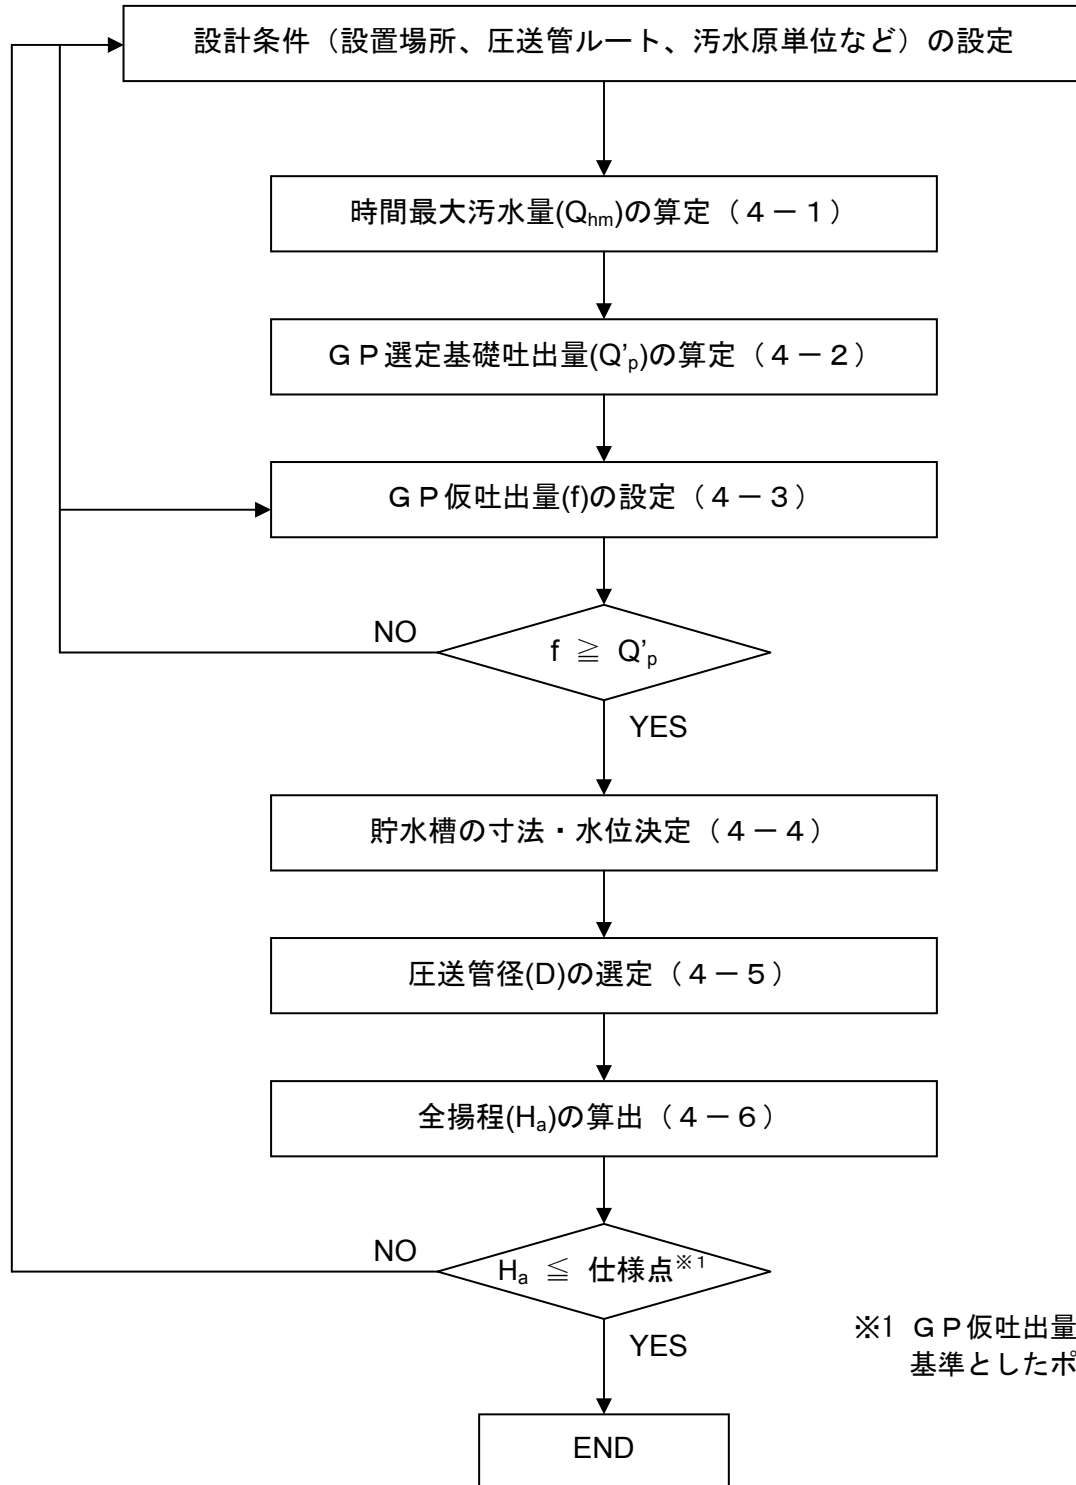 設計条件（設置場所、圧送管ルート、汚水原単位など）の設定
時間最大汚水量(Qhm)の算定（４－１）
ＧＰ選定基礎吐出量(Q’p)の算定（４－２）
ＧＰ仮吐出量(f)の設定（４－３）
NO
f ≧ Q’p
YES
貯水槽の寸法・水位決定（４－４）
圧送管径(D)の選定（４－５）
全揚程(Ha)の算出（４－６）
NO
Ha ≦ 仕様点※1
YES
※1 ＧＰ仮吐出量
基準としたポ
END